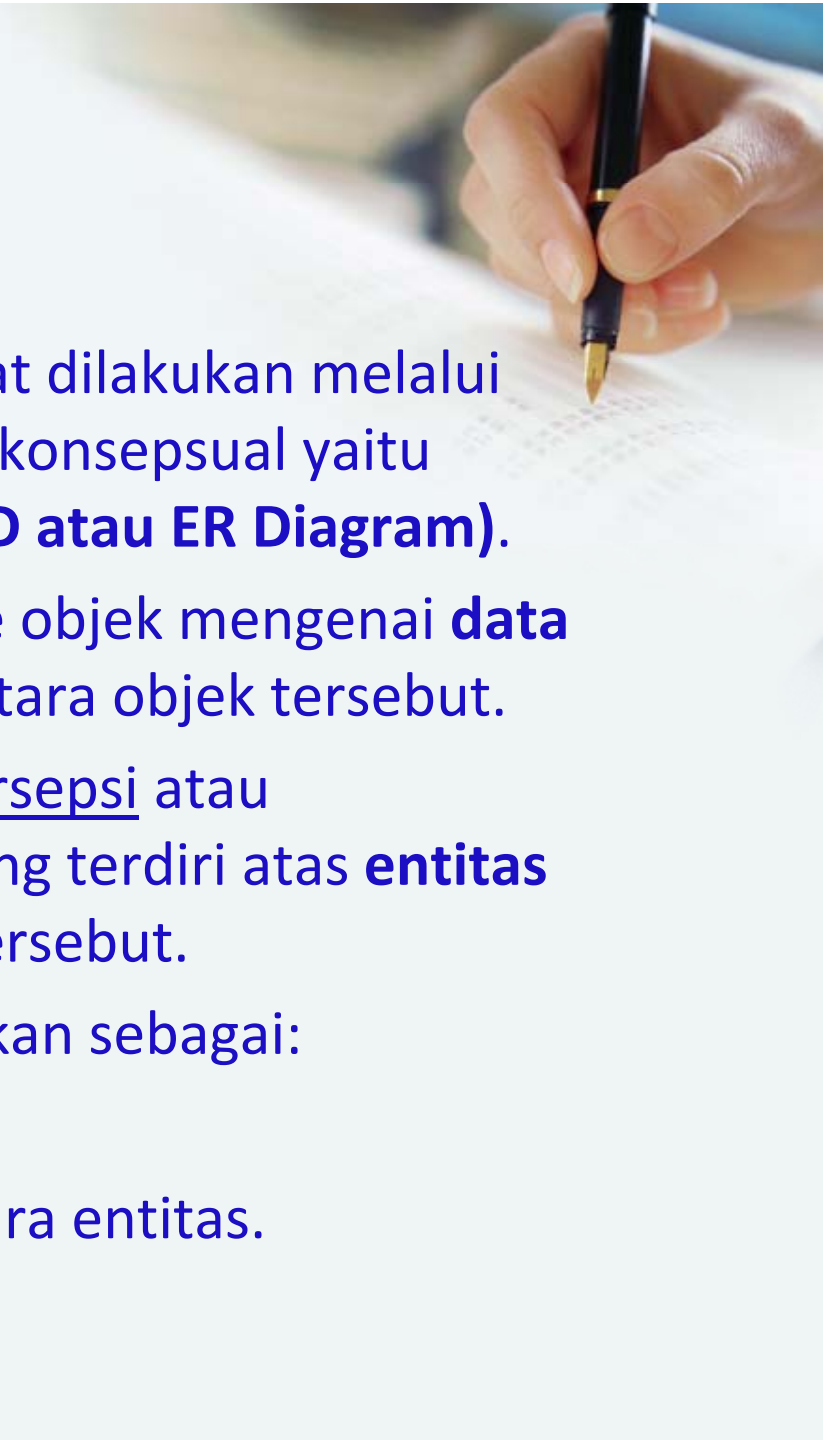 at dilakukan melalui
konsepsual yaitu
D atau ER Diagram).
objek mengenai data
tara objek tersebut.
rsepsi atau
ng terdiri atas entitas
ersebut.
kan sebagai:
ra entitas.